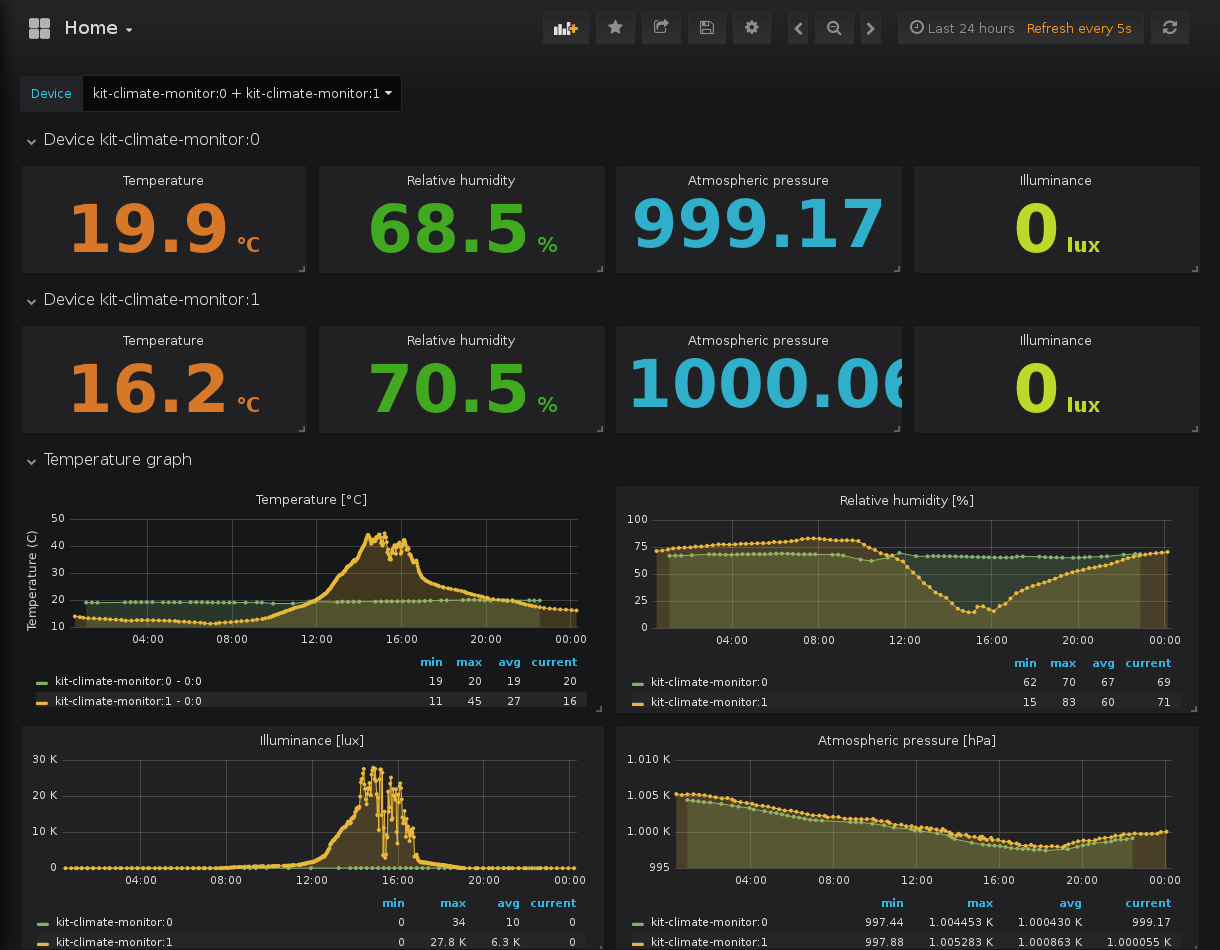 Home
Last 24 hours Refresh every 5s
Device kit-climate-monitor:0 + kit-climate-monitor:1
Device kit-climate-monitor:0
Temperature Relative humidity Atmospheric pressure Illuminance
19.9 °C 68.5 % 999.17 0 lux
Device kit-climate-monitor:1
Temperature Relative humidity Atmospheric pressure Illuminance
16.2 °C 70.5 % 1000.06 0 lux
Temperature graph
Temperature [°C]
Temperature (C)
50
40
30
20
10
04:00 08:00 12:00 16:00 20:00 00:00
min max avg current
kit-climate-monitor:0 - 0:0 19 20 19 20
kit-climate-monitor:1 - 0:0 11 45 27 16
Relative humidity [%]
100
75
50
25
0
04:00 08:00 12:00 16:00 20:00 00:00
min max avg current
kit-climate-monitor:0 62 70 67 69
kit-climate-monitor:1 15 83 60 71
Illuminance [lux]
30 K
20 K
10 K
0
04:00 08:00 12:00 16:00 20:00 00:00
min max avg current
kit-climate-monitor:0 0 34 10 0
kit-climate-monitor:1 0 27.8 K 6.3 K 0
Atmospheric pressure [hPa]
1.010 K
1.005 K
1.000 K
995
04:00 08:00 12:00 16:00 20:00 00:00
min max avg current
kit-climate-monitor:0 997.44 1.004453 K 1.000430 K 999.17
kit-climate-monitor:1 997.88 1.005283 K 1.000863 K 1.000055 K